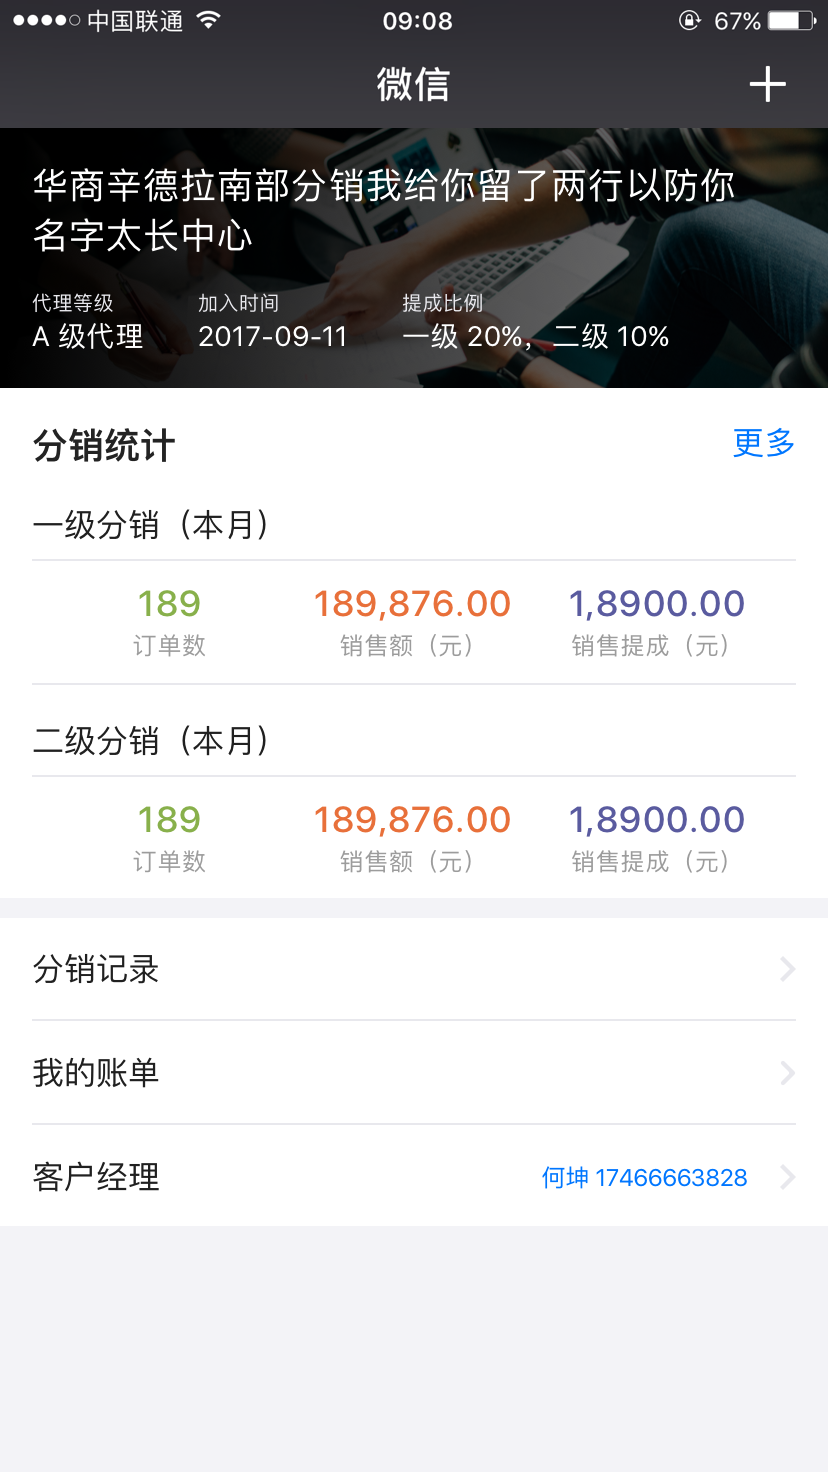 中国联通 09:08 67%
微信
华商辛德拉南部分销我给你留了两行以防你
名字太长中心
代理等级 加入时间 提成比例
A 级代理 2017-09-11 一级 20%，二级 10%
分销统计 更多
一级分销（本月）
189 189,876.00 1,8900.00
订单数 销售额（元） 销售提成（元）
二级分销（本月）
189 189,876.00 1,8900.00
订单数 销售额（元） 销售提成（元）
分销记录
我的账单
客户经理 何坤 17466663828